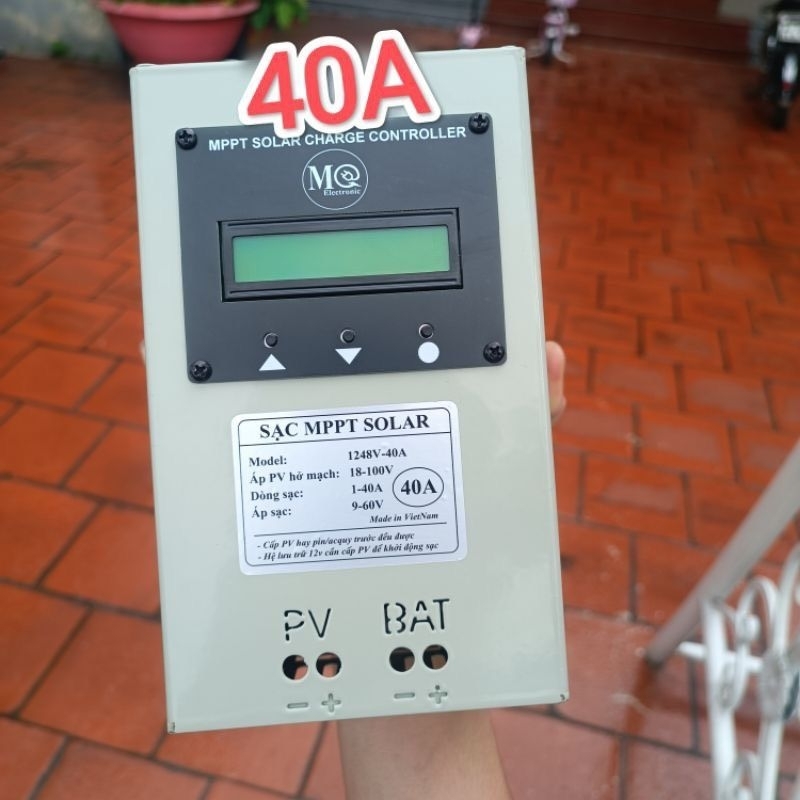 40A
MPPT SOLAR CHARGE CONTROLLER
MQ
Electronic
SẠC MPPT SOLAR
Model: 1248V-40A
Áp PV hở mạch: 18-100V
Dòng sạc: 1-40A
40A
Áp sạc: 9-60V
Made in VietNam
- Cấp PV hay pin/acquy trước đều được
- Hệ lưu trữ 12v cần cấp PV để khởi động sạc
PV BAT
- + - +